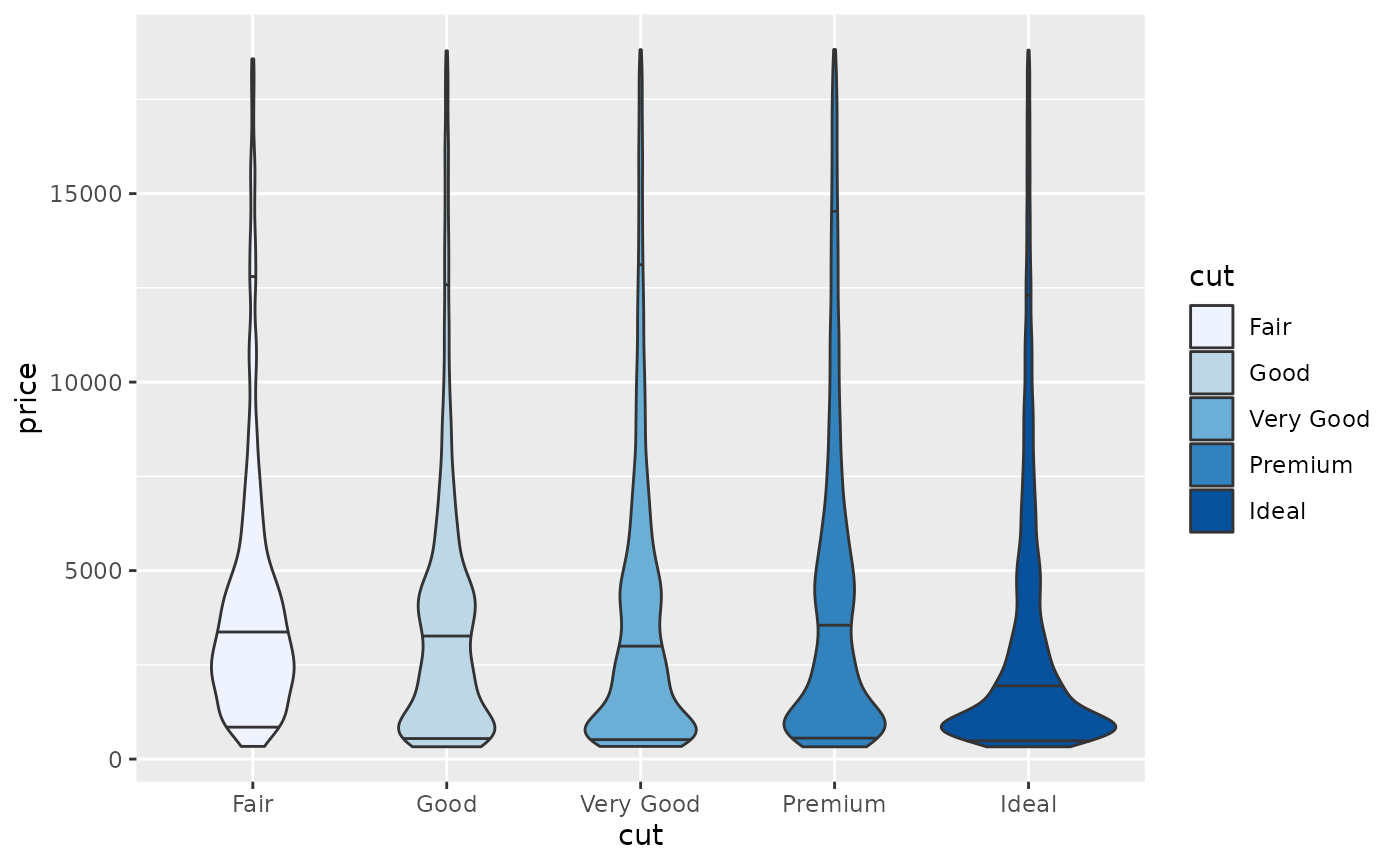 15000
10000
5000
0
price
Fair
Good
Very Good
Premium
Ideal
cut
cut
Fair
Good
Very Good
Premium
Ideal